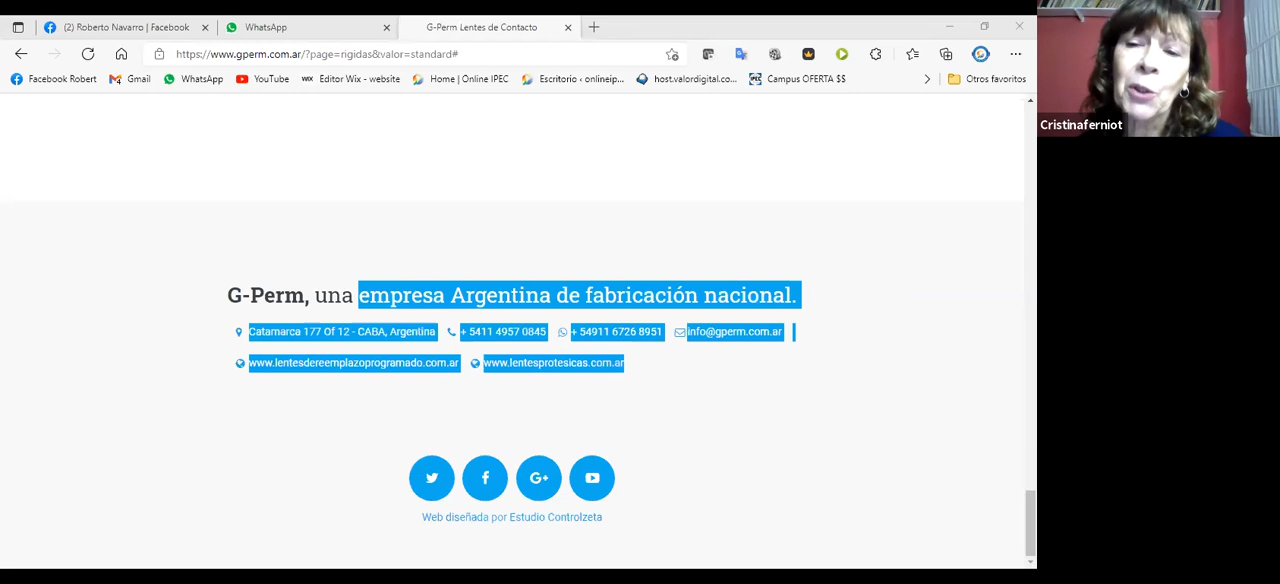 (2) Roberto Navarro | Facebook
WhatsApp
G-Perm Lentes de Contacto
https://www.gperm.com.ar/?page=rigidas&valor=standard#
Facebook Robert
Gmail
WhatsApp
YouTube
Editor Wix - website
Home | Online IPEC
Escritorio ‹ onlineip...
host.valordigital.co...
Campus OFERTA $$
Otros favoritos
Cristinaferniot
G-Perm, una empresa Argentina de fabricación nacional.
Catamarca 177 Of 12 - CABA, Argentina + 5411 4957 0845 + 54911 6726 8951 info@gperm.com.ar |
www.lentesdereemplazoprogramado.com.ar www.lentesprotesicas.com.ar
Web diseñada por Estudio Controlzeta